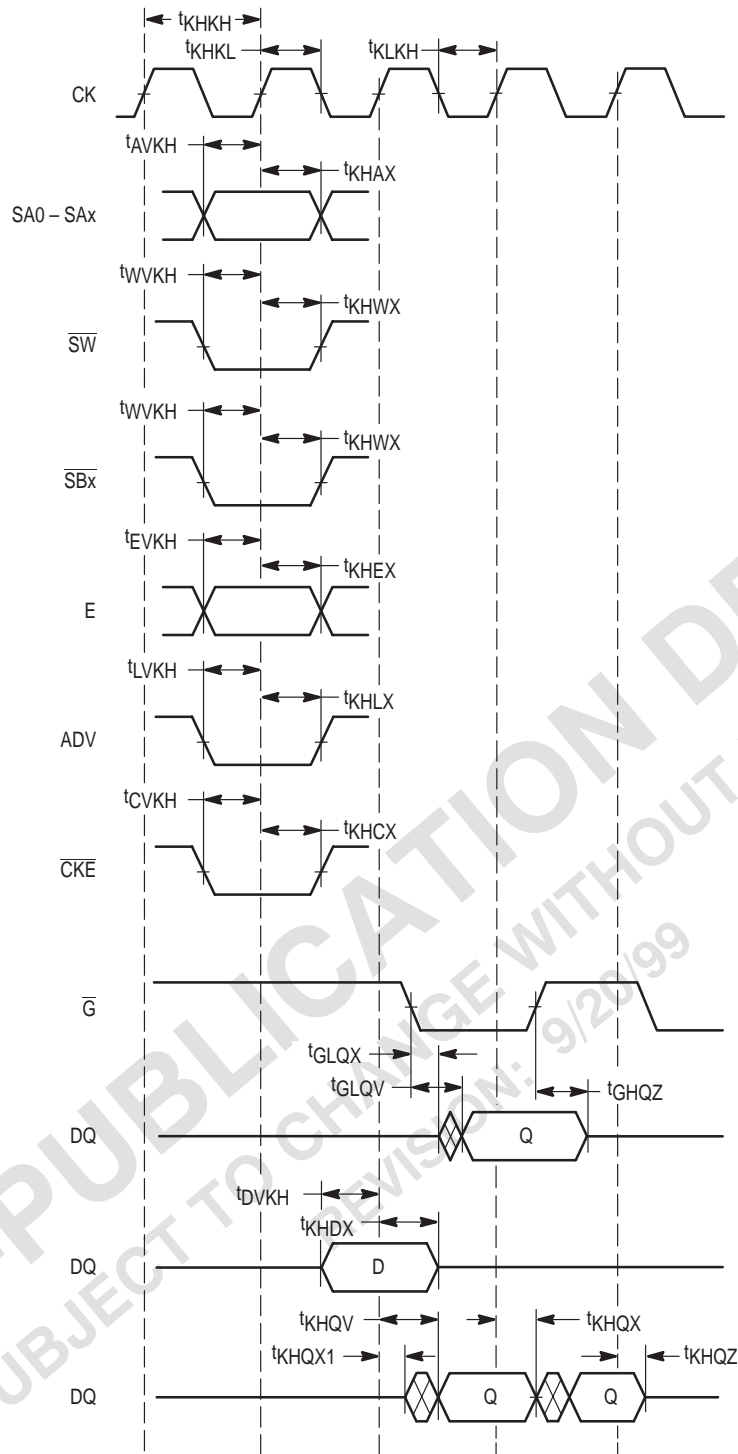 tKHKH
tKHKL
tKLKH
CK
tAVKH
tKHAX
SA0 – SAx
tWVKH
tKHWX
SW
tWVKH
tKHWX
SBx
tEVKH
tKHEX
E
tLVKH
tKHLX
ADV
tCVKH
tKHCX
CKE
G
tGLQX
tGLQV
tGHQZ
DQ
Q
tDVKH
tKHDX
DQ
D
tKHQV
tKHQX
tKHQX1
tKHQZ
DQ
Q
Q
PUBLICATION
SUBJECT TO CHANGE WITHOUT
REVISION: 9/20/99